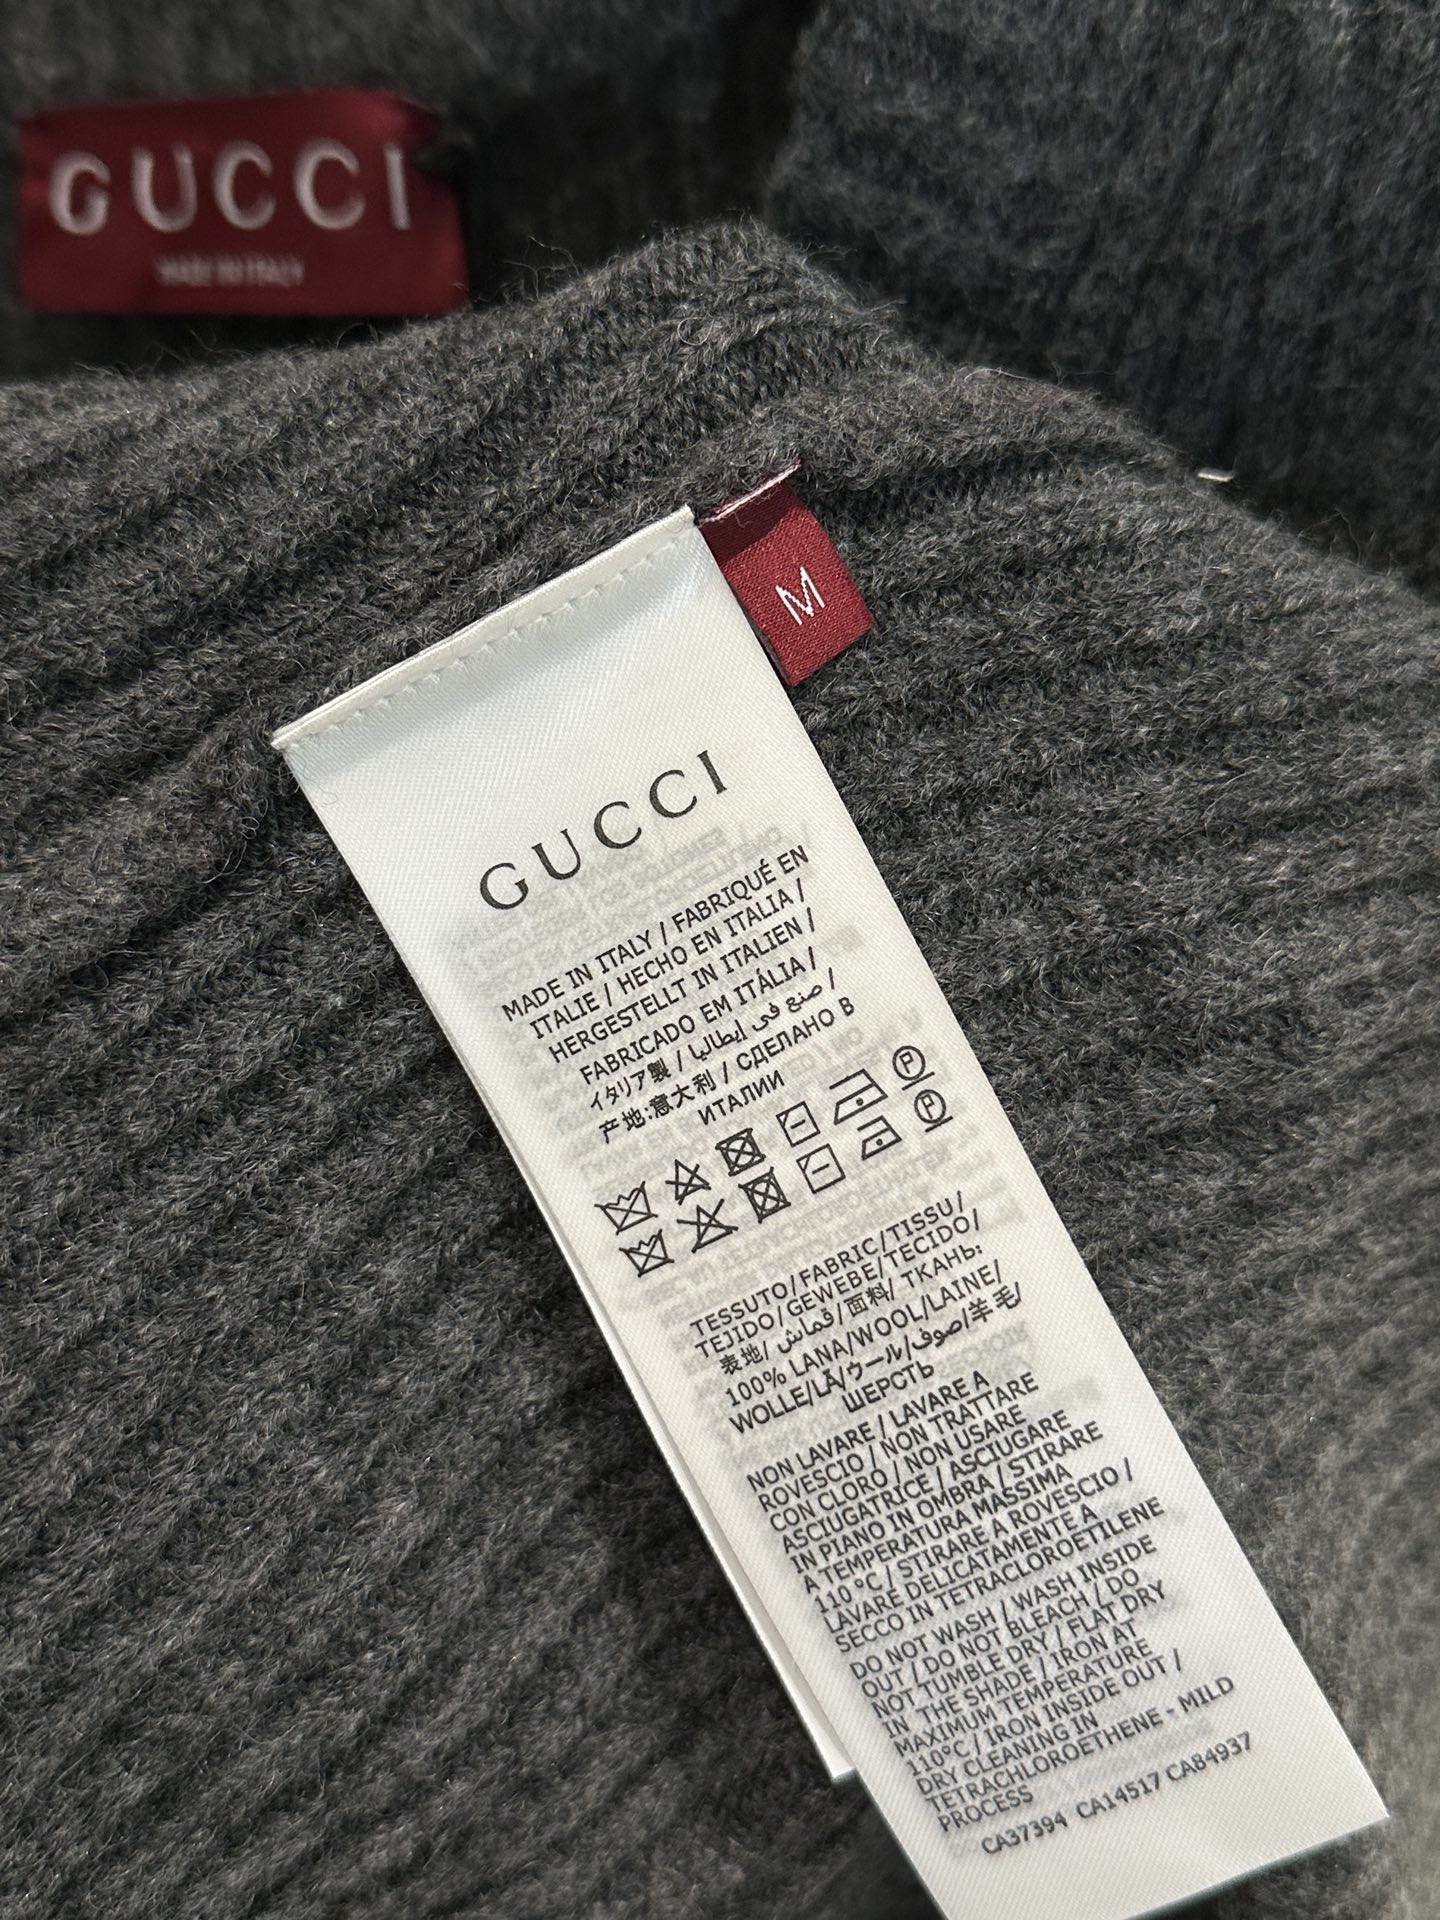 GUCCI
MADE IN ITALY
M
GUCCI
MADE IN ITALY / FABRIQUÉ EN
ITALIE / HECHO EN ITALIA /
HERGESTELLT IN ITALIEN /
FABRICADO EM ITÁLIA /
イタリア製 / صنع في إيطاليا /
产地:意大利 / СДЕЛАНО В
ИТАЛИИ
TESSUTO/FABRIC/TISSU/
TEJIDO/GEWEBE/TECIDO/
表地/ قماش/面料/ ТКАНЬ:
100% LANA/WOOL/LAINE/
WOLLE/LÃ/ウール/صوف/羊毛/
ШЕРСТЬ
NON LAVARE / LAVARE A
ROVESCIO / NON TRATTARE
CON CLORO / NON USARE
ASCIUGATRICE / ASCIUGARE
IN PIANO IN OMBRA / STIRARE
A TEMPERATURA MASSIMA
110 °C / STIRARE A ROVESCIO /
LAVARE DELICATAMENTE A
SECCO IN TETRACLOROETILENE
DO NOT WASH / WASH INSIDE
OUT / DO NOT BLEACH / DO
NOT TUMBLE DRY / FLAT DRY
IN THE SHADE / IRON AT
MAXIMUM TEMPERATURE
110°C / IRON INSIDE OUT /
DRY CLEANING IN
TETRACHLOROETHENE - MILD
PROCESS
CA37394 CA14517 CA84937